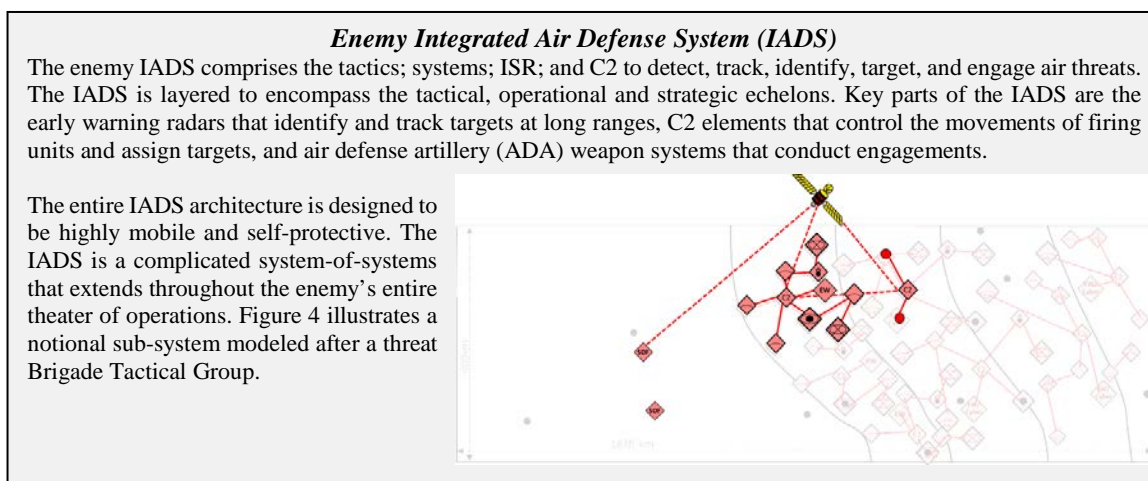 Enemy Integrated Air Defense System (IADS)
The enemy IADS comprises the tactics; systems; ISR; and C2 to detect, track, identify, target, and engage air threats.
The IADS is layered to encompass the tactical, operational and strategic echelons. Key parts of the IADS are the
early warning radars that identify and track targets at long ranges, C2 elements that control the movements of firing
units and assign targets, and air defense artillery (ADA) weapon systems that conduct engagements.
The entire IADS architecture is designed to
be highly mobile and self-protective. The
IADS is a complicated system-of-systems
that extends throughout the enemy's entire
theater of operations. Figure 4 illustrates a
notional sub-system modeled after a threat
Brigade Tactical Group.
EW
C2
C2
SOF
SOF